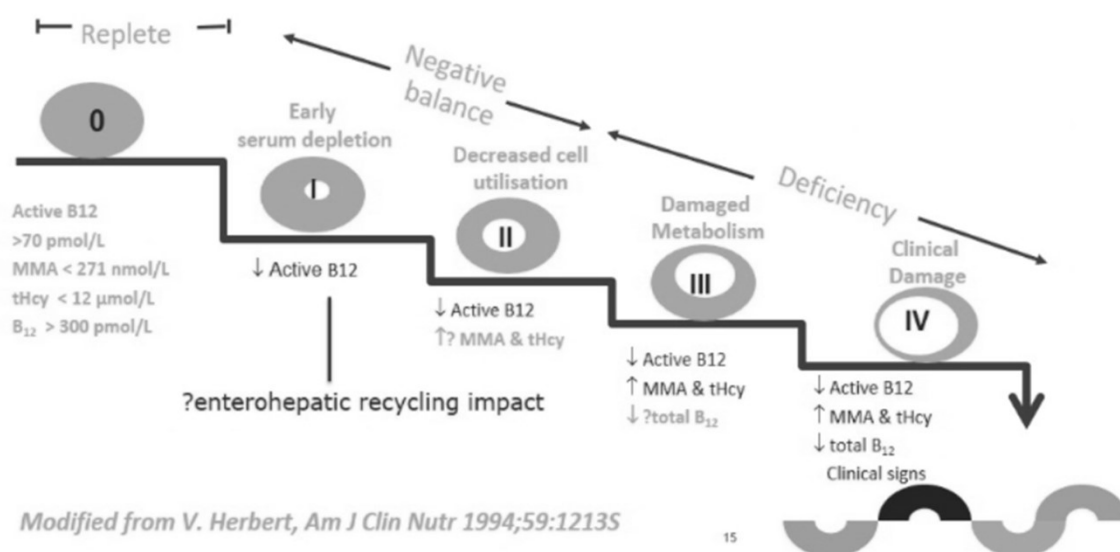 Replete
Negative
balance
Deficiency
0
Active B12
>70 pmol/L
MMA < 271 nmol/L
tHcy < 12 µmol/L
B₁₂ > 300 pmol/L
Early
serum depletion
I
↓ Active B12
?enterohepatic recycling impact
Decreased cell
utilisation
II
↓ Active B12
↑? MMA & tHcy
Damaged
Metabolism
III
↓ Active B12
↑ MMA & tHcy
↓ ?total B₁₂
Clinical
Damage
IV
↓ Active B12
↑ MMA & tHcy
↓ total B₁₂
Clinical signs
Modified from V. Herbert, Am J Clin Nutr 1994;59:1213S
15